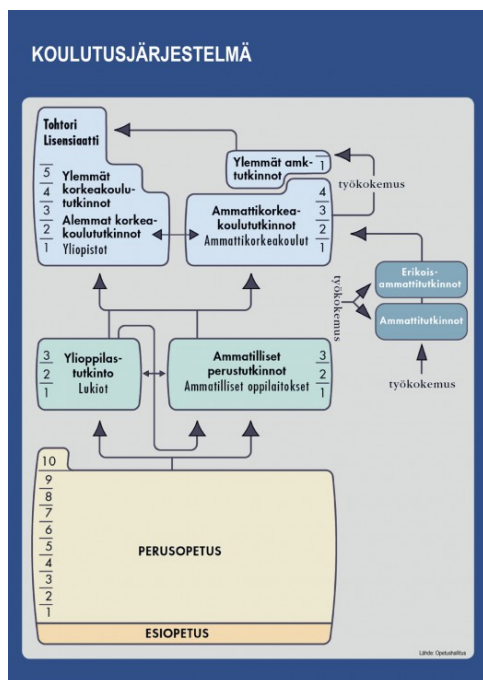 KOULUTUSJÄRJESTELMÄ
Tohtori
Lisensiaatti
5
4
3
2
1
Ylemmät
korkeakoulu-
tutkinnot
Alemmat korkea-
koulututkinnot
Yliopistot
Ylemmät amk-
tutkinnot
1
työkokemus
Ammattikorkea-
koulututkinnot
Ammattikorkeakoulut
4
3
2
1
Erikois-
ammattitutkinnot
Ammattitutkinnot
työkokemus
työkokemus
3
2
1
Ylioppilas-
tutkinto
Lukiot
Ammatilliset
perustutkinnot
Ammatilliset oppilaitokset
3
2
1
10
9
8
7
6
5
4
3
2
1
PERUSOPETUS
ESIOPETUS
Lähde: Opetushallitus